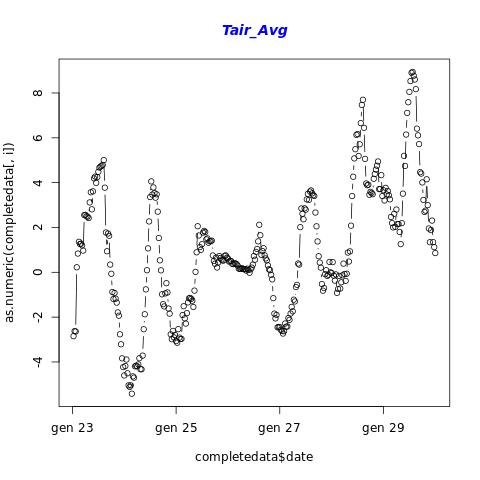 Tair_Avg
as.numeric(completedata[, i])
8
6
4
2
0
-2
-4
gen 23
gen 25
gen 27
gen 29
completedata$date